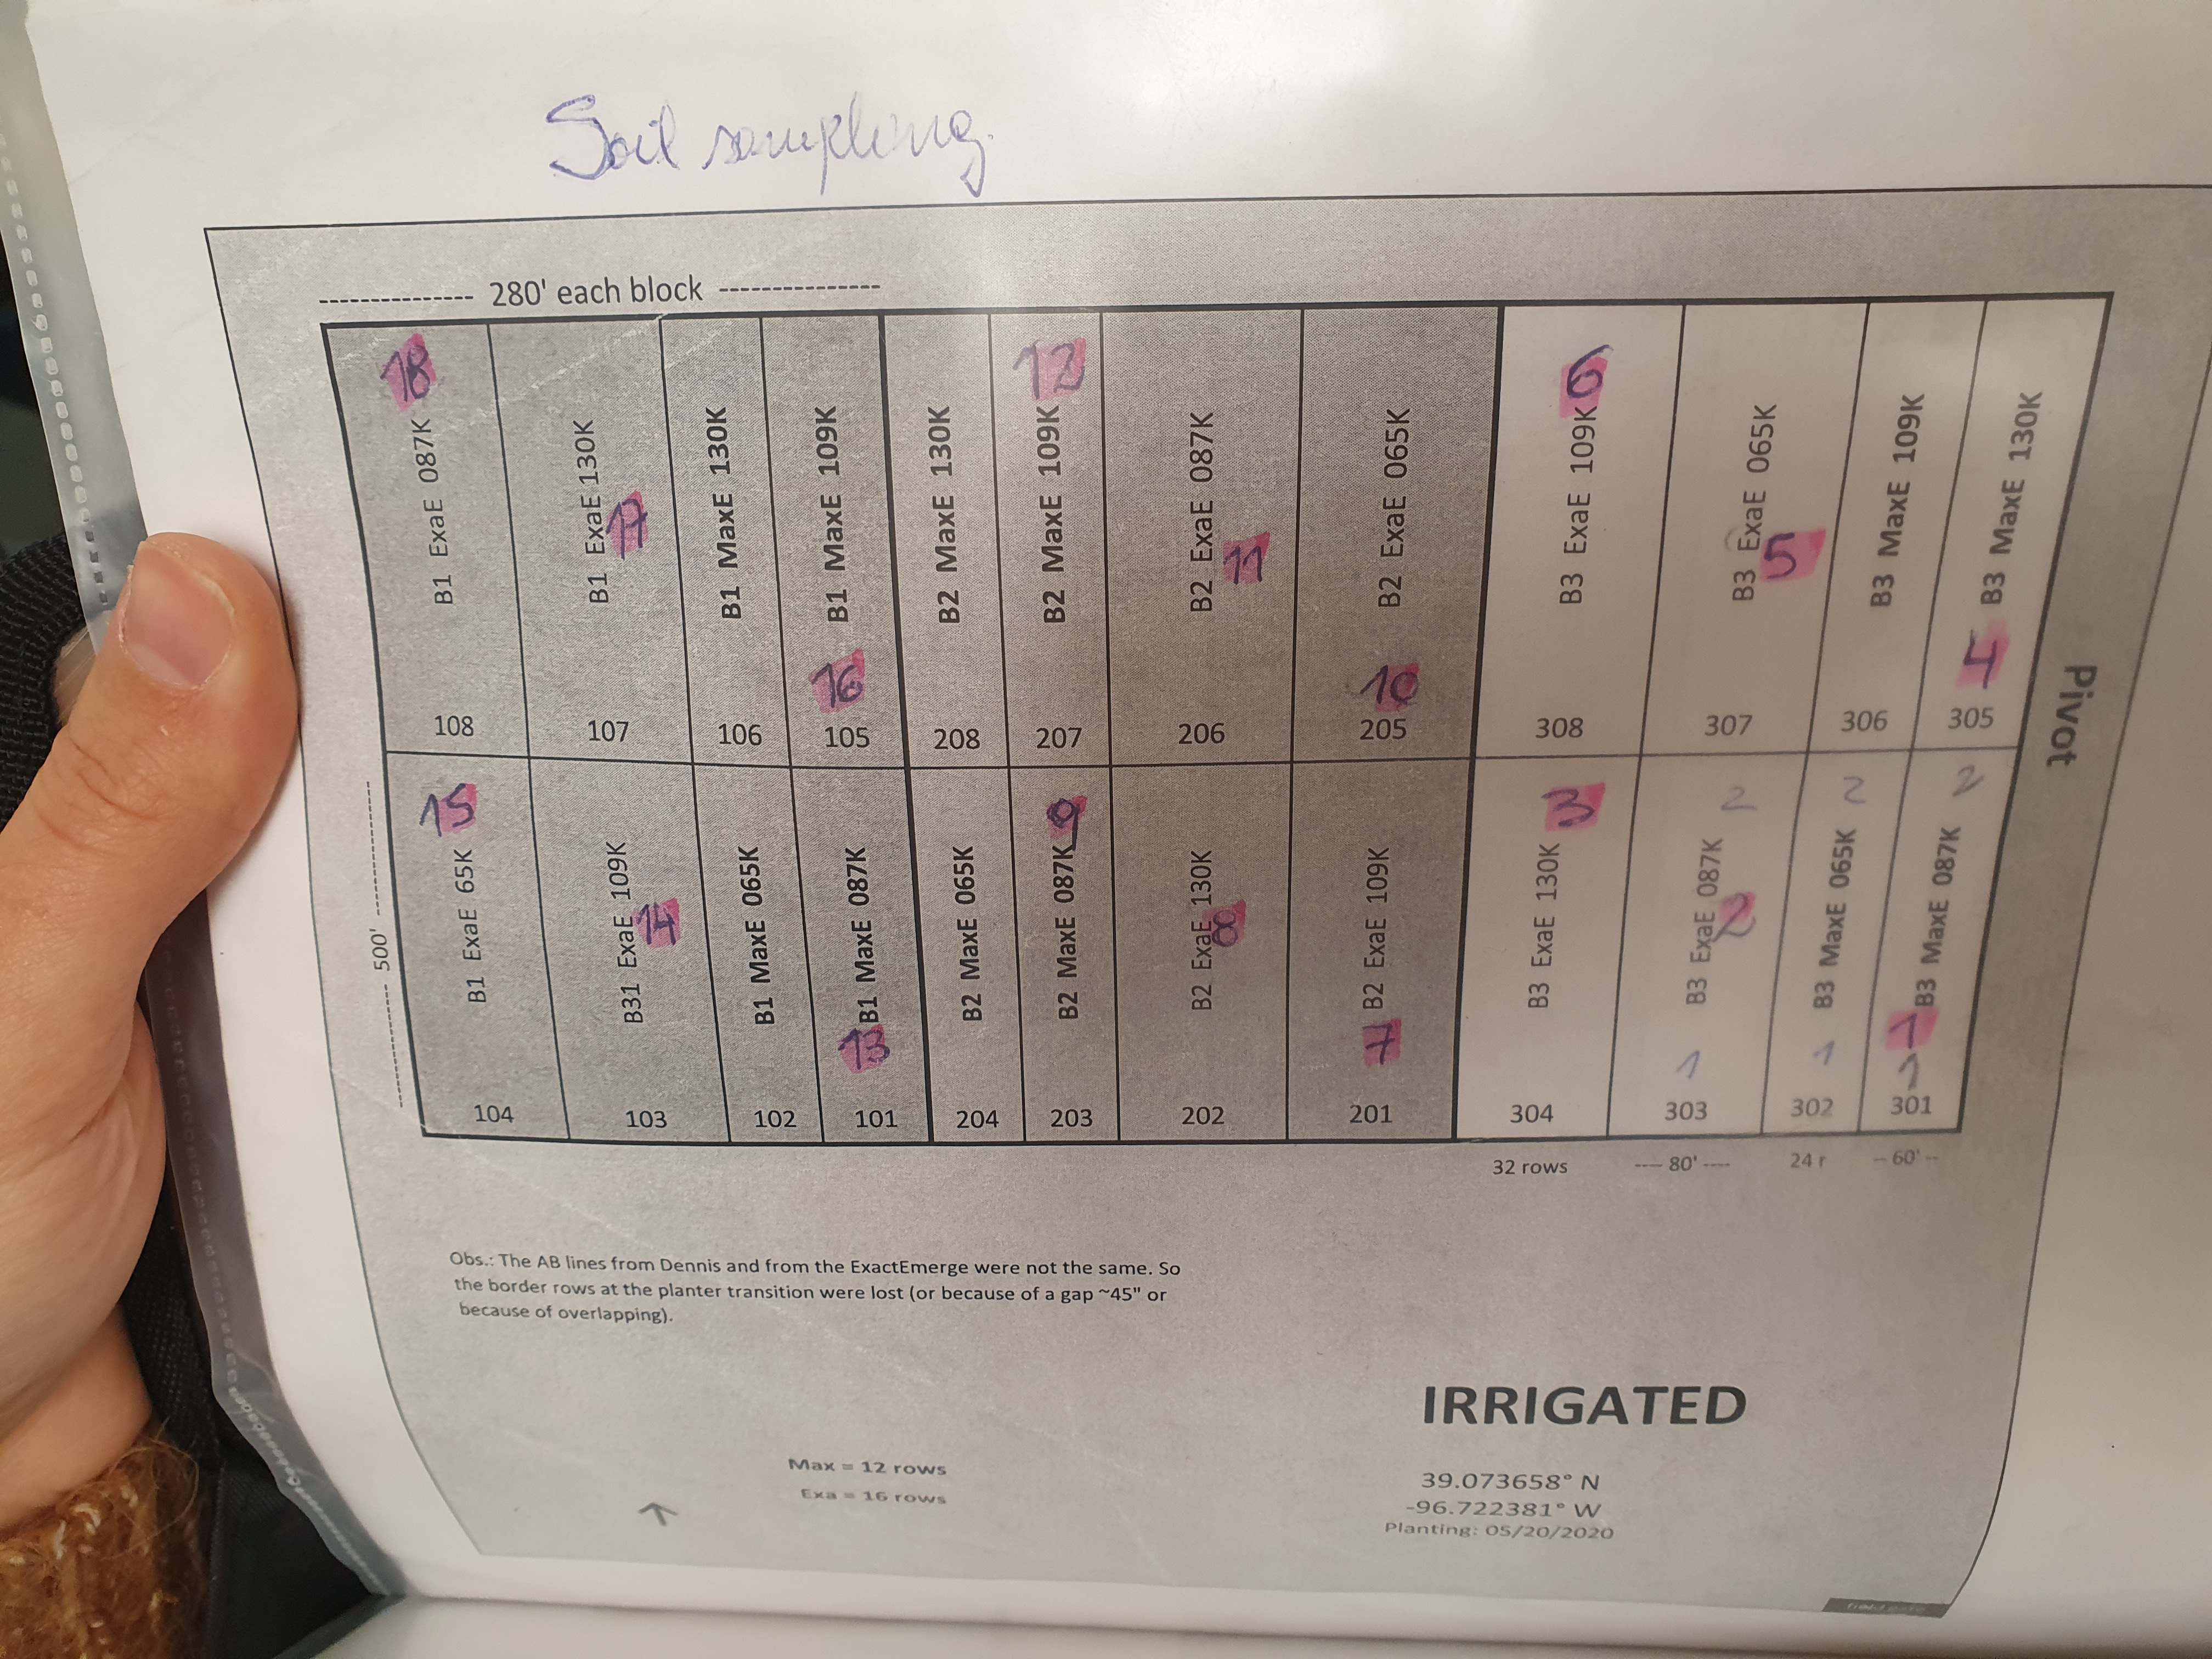 Soil sampling
------------- 280' each block -------------
18
B1 ExaE 087K
108
B1 ExaE 130K
17
107
B1 MaxE 130K
106
B1 MaxE 109K
16
105
B2 MaxE 130K
208
B2 MaxE 109K
12
207
B2 ExaE 087K
11
206
B2 ExaE 065K
10
205
B3 ExaE 109K
6
308
B3 ExaE 065K
5
307
B3 MaxE 109K
306
B3 MaxE 130K
4
305
------------- 500' -------------
15
B1 ExaE 65K
104
B31 ExaE 109K
14
103
B1 MaxE 065K
102
B1 MaxE 087K
13
101
B2 MaxE 065K
204
B2 MaxE 087K
9
203
B2 ExaE 130K
8
202
B2 ExaE 109K
7
201
B3 ExaE 130K
3
304
2
B3 ExaE 087K
2
1
303
2
B3 MaxE 065K
1
302
2
B3 MaxE 087K
1
1
301
Pivot
32 rows ---- 80' ---- 24 r -- 60' --
Obs.: The AB lines from Dennis and from the ExactEmerge were not the same. So
the border rows at the planter transition were lost (or because of a gap ~45" or
because of overlapping).
IRRIGATED
Max = 12 rows
Exa = 16 rows
39.073658° N
-96.722381° W
Planting: 05/20/2020